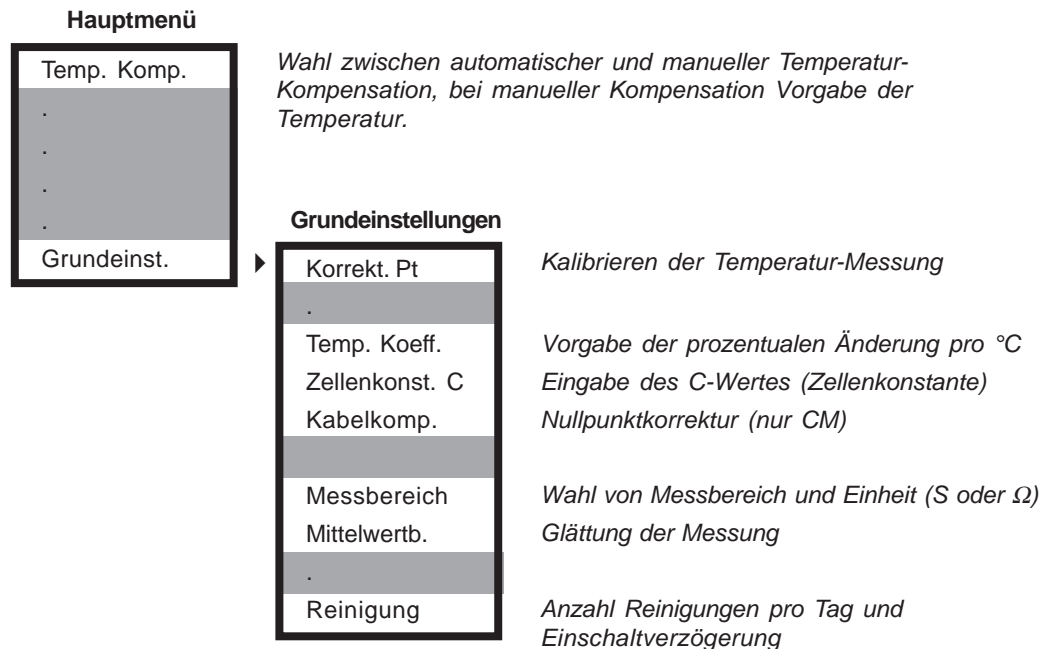 Hauptmenü
Temp. Komp.
Wahl zwischen automatischer und manueller Temperatur-
Kompensation, bei manueller Kompensation Vorgabe der
Temperatur.
.
.
.
.
Grundeinst.
Grundeinstellungen
Korrekt. Pt
Kalibrieren der Temperatur-Messung
.
Temp. Koeff.
Vorgabe der prozentualen Änderung pro °C
Zellenkonst. C
Eingabe des C-Wertes (Zellenkonstante)
Kabelkomp.
Nullpunktkorrektur (nur CM)
Messbereich
Wahl von Messbereich und Einheit (S oder Ω)
Mittelwertb.
Glättung der Messung
.
Reinigung
Anzahl Reinigungen pro Tag und
Einschaltverzögerung